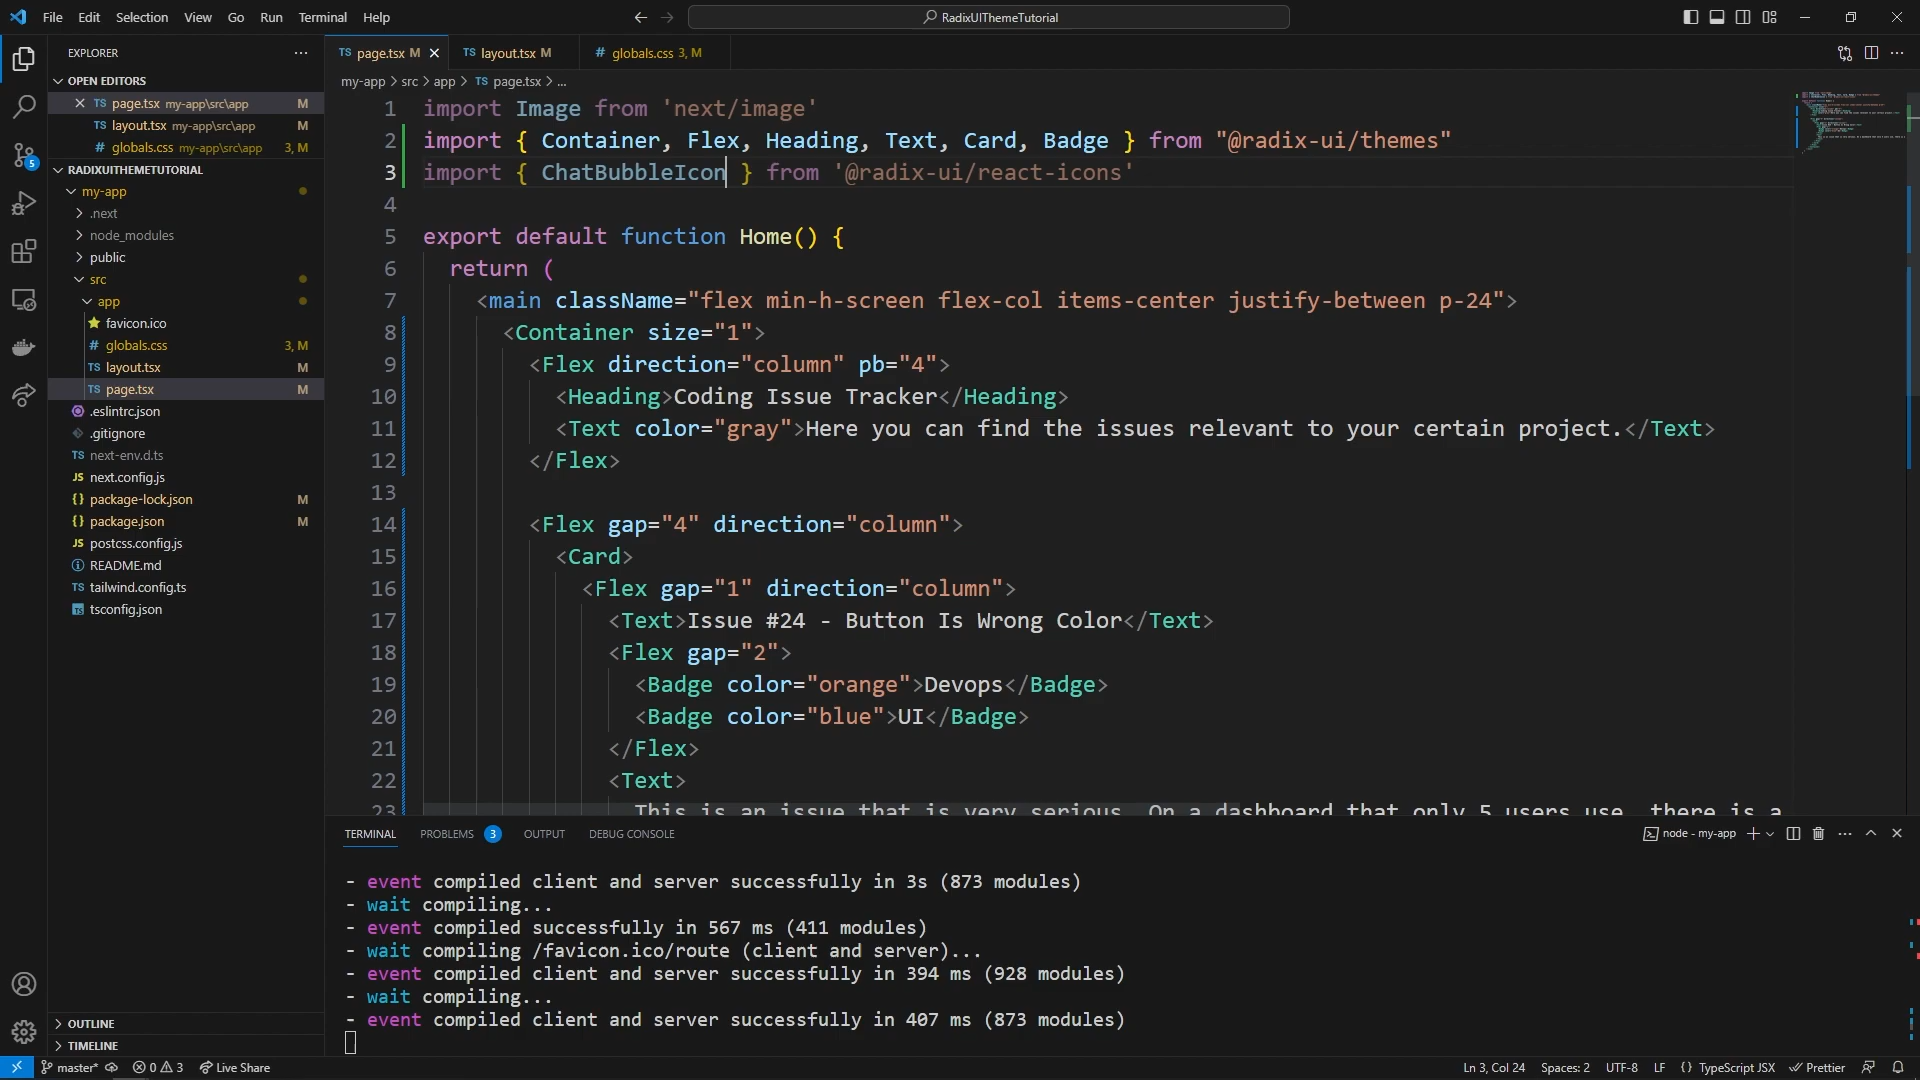 File Edit Selection View Go Run Terminal Help
RadixUIThemeTutorial
EXPLORER
OPEN EDITORS
TS page.tsx my-app\src\app M
TS layout.tsx my-app\src\app M
# globals.css my-app\src\app 3, M
RADIXUITHEMETUTORIAL
my-app
.next
node_modules
public
src
app
favicon.ico
# globals.css 3, M
TS layout.tsx M
TS page.tsx M
.eslintrc.json
.gitignore
TS next-env.d.ts
JS next.config.js
{} package-lock.json M
{} package.json M
JS postcss.config.js
README.md
TS tailwind.config.ts
tsconfig.json
OUTLINE
TIMELINE
5
TS page.tsx M
TS layout.tsx M
# globals.css 3, M
my-app > src > app > TS page.tsx > ...
1 import Image from 'next/image'
2 import { Container, Flex, Heading, Text, Card, Badge } from "@radix-ui/themes"
3 import { ChatBubbleIcon } from '@radix-ui/react-icons'
4
5 export default function Home() {
6 return (
7 <main className="flex min-h-screen flex-col items-center justify-between p-24">
8 <Container size="1">
9 <Flex direction="column" pb="4">
10 <Heading>Coding Issue Tracker</Heading>
11 <Text color="gray">Here you can find the issues relevant to your certain project.</Text>
12 </Flex>
13
14 <Flex gap="4" direction="column">
15 <Card>
16 <Flex gap="1" direction="column">
17 <Text>Issue #24 - Button Is Wrong Color</Text>
18 <Flex gap="2">
19 <Badge color="orange">Devops</Badge>
20 <Badge color="blue">UI</Badge>
21 </Flex>
22 <Text>
23 This is an issue that is very serious. On a dashboard that only 5 users use, there is a
TERMINAL PROBLEMS 3 OUTPUT DEBUG CONSOLE
node - my-app
- event compiled client and server successfully in 3s (873 modules)
- wait compiling...
- event compiled successfully in 567 ms (411 modules)
- wait compiling /favicon.ico/route (client and server)...
- event compiled client and server successfully in 394 ms (928 modules)
- wait compiling...
- event compiled client and server successfully in 407 ms (873 modules)
master* 0 3 Live Share
Ln 3, Col 24 Spaces: 2 UTF-8 LF {} TypeScript JSX Prettier